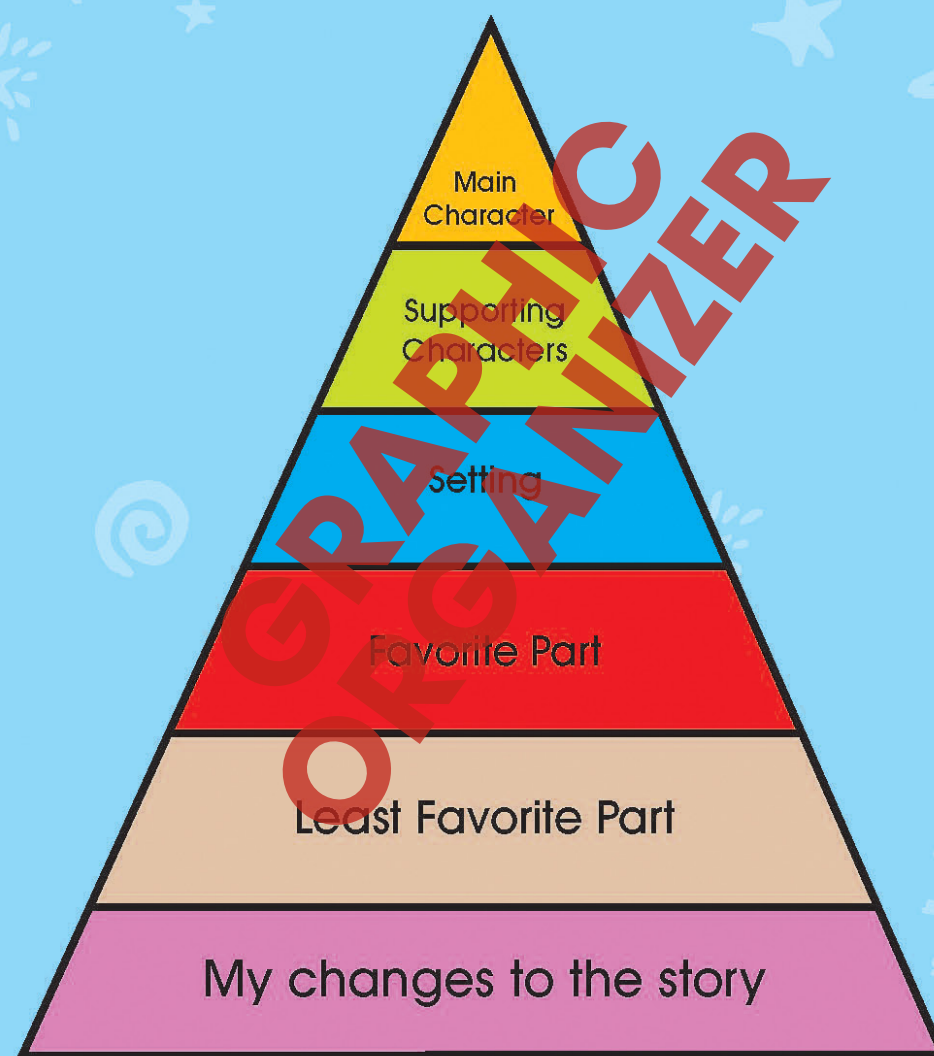 Main
Character
Supporting
Characters
Setting
Favorite Part
Least Favorite Part
My changes to the story
GRAPHIC
ORGANIZER